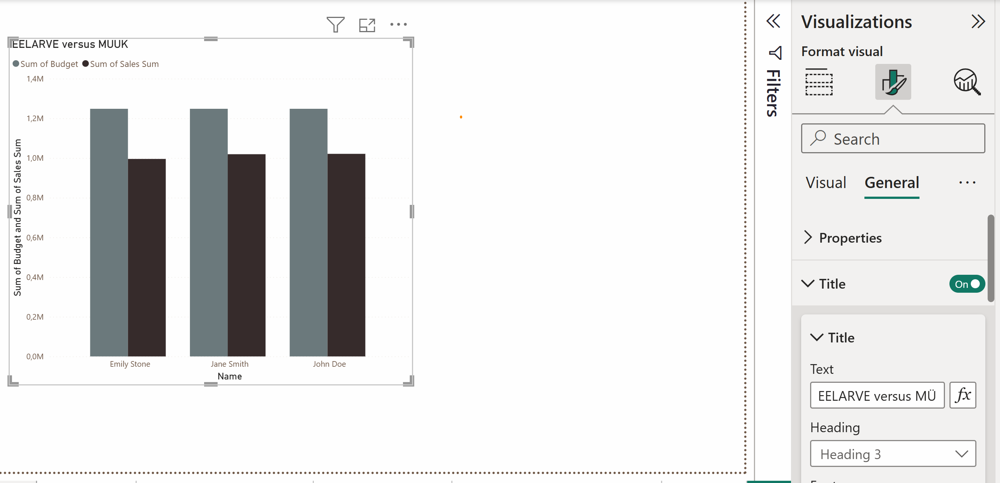 EELARVE versus MUUK
Sum of Budget Sum of Sales Sum
1,4M
1,2M
1,0M
0,8M
0,6M
0,4M
0,2M
0,0M
Sum of Budget and Sum of Sales Sum
Emily Stone Jane Smith John Doe
Name
Filters
Visualizations
Format visual
Search
Visual General
Properties
Title On
Title
Text
EELARVE versus MÜ fx
Heading
Heading 3